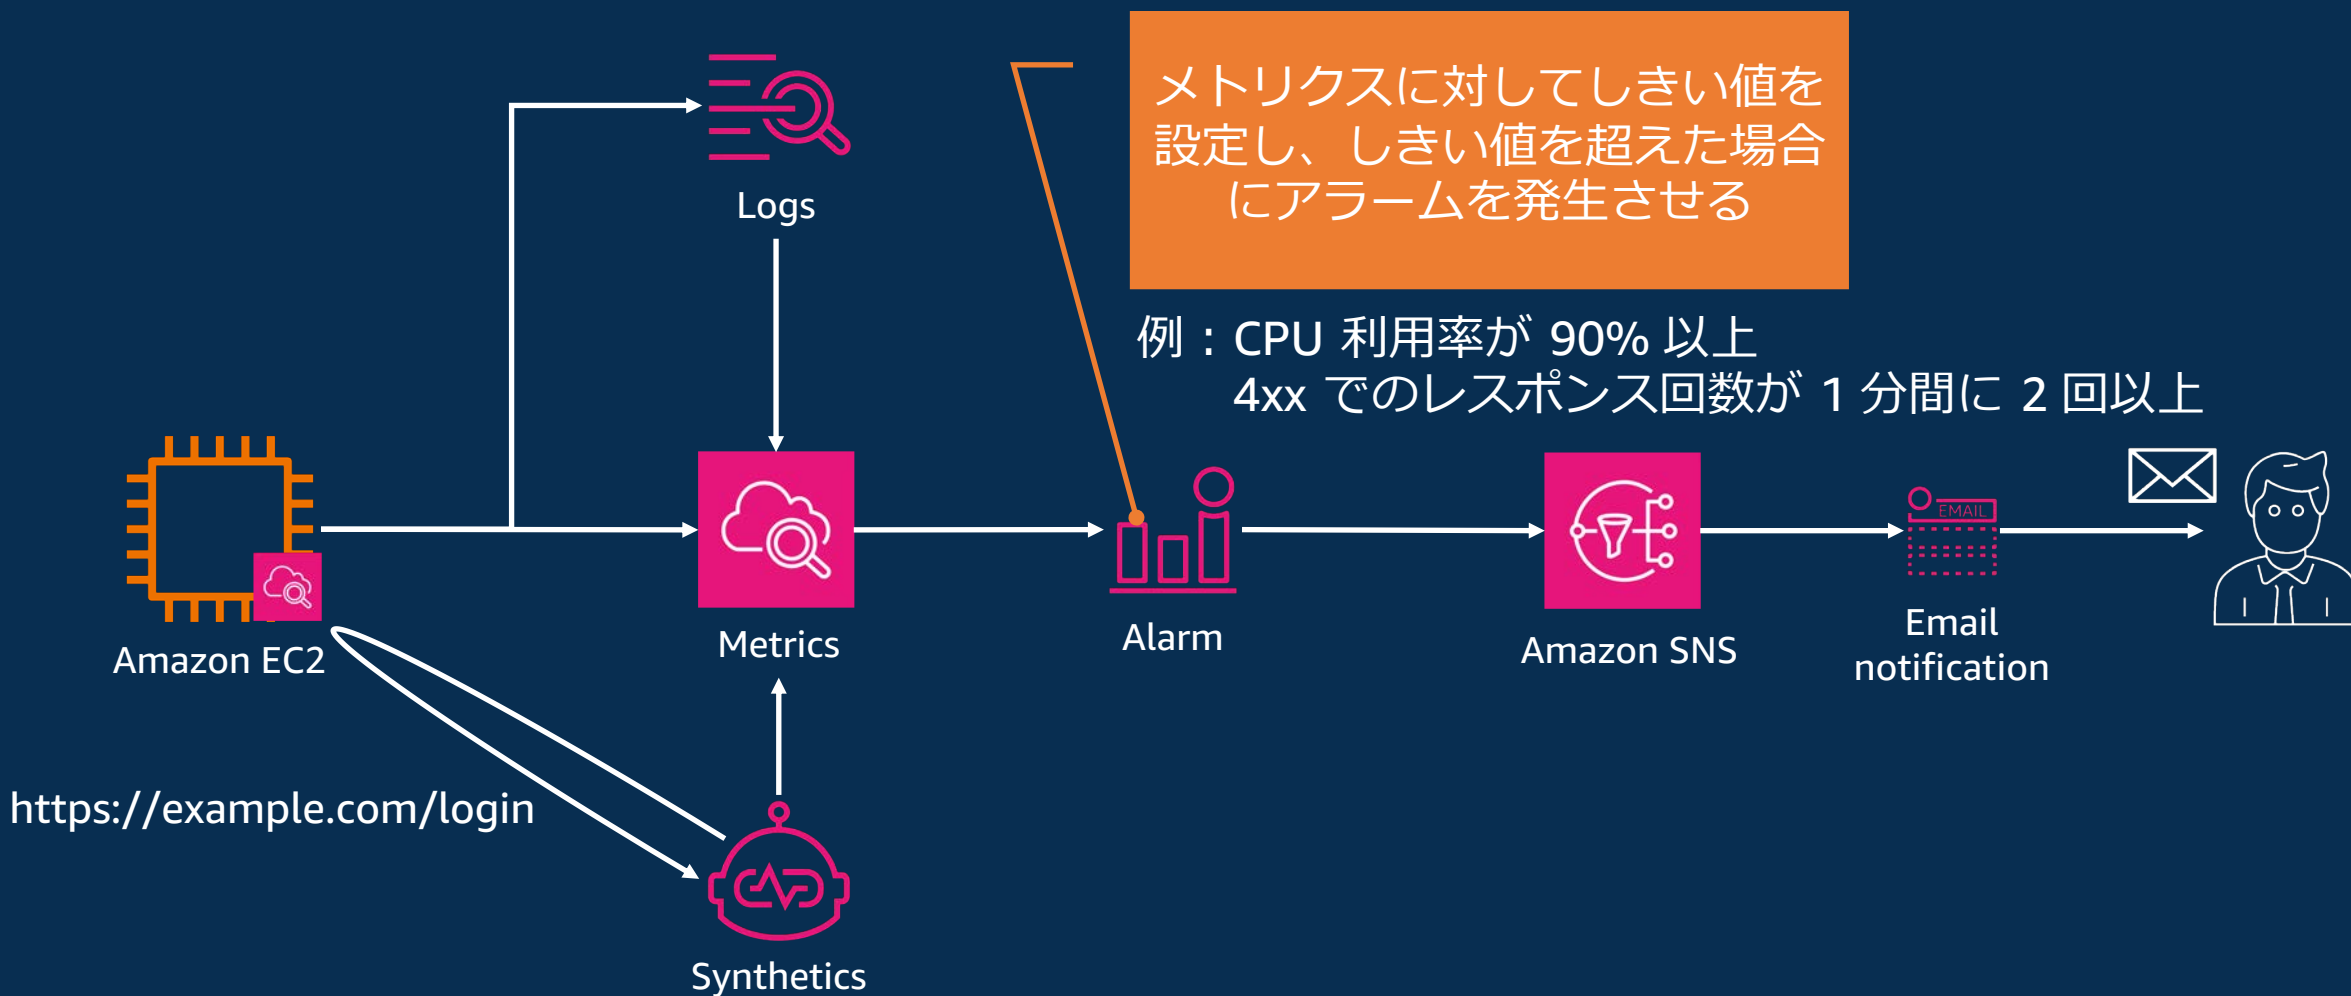 メトリクスに対してしきい値を
設定し、しきい値を超えた場合
にアラームを発生させる
Logs
例：CPU 利用率が 90% 以上
4xx でのレスポンス回数が 1 分間に 2 回以上
EMAIL
Amazon EC2
Metrics
Alarm
Amazon SNS
Email
notification
https://example.com/login
Synthetics